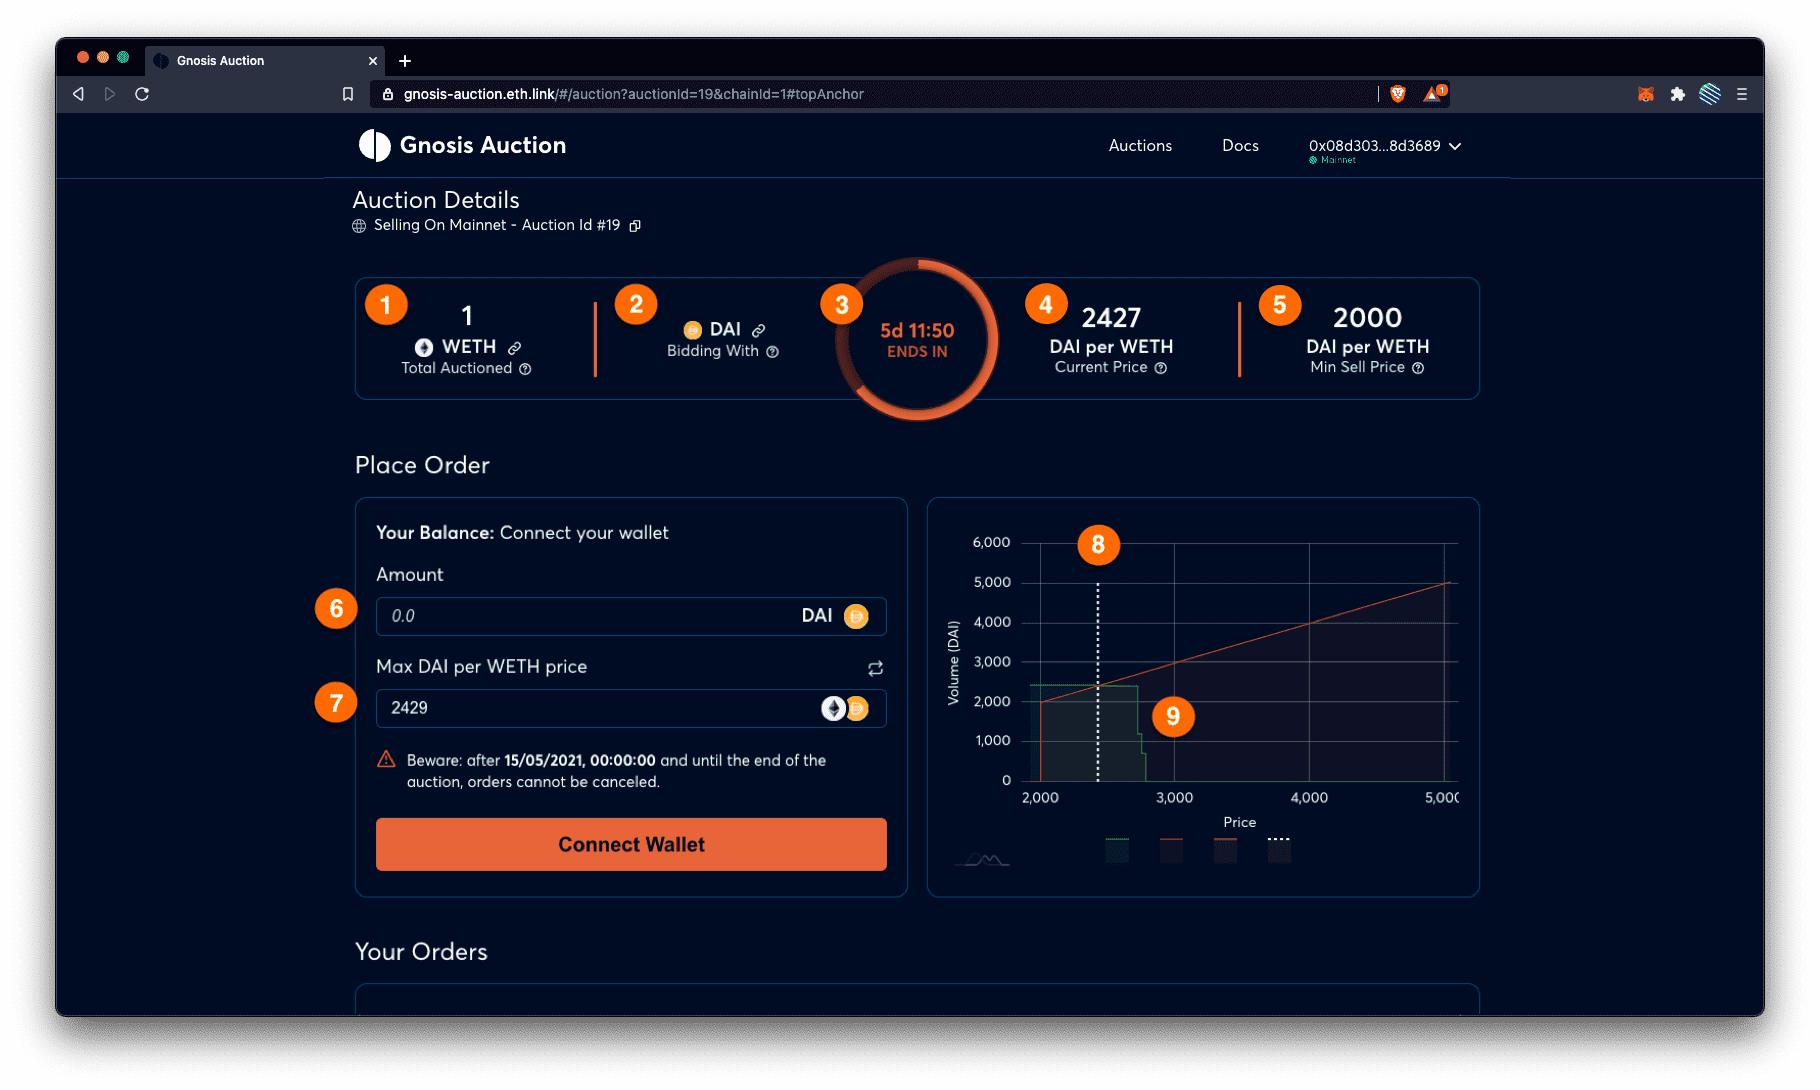 Gnosis Auction
gnosis-auction.eth.link/#/auction?auctionId=19&chainId=1#topAnchor
1
Gnosis Auction
Auctions
Docs
0x08d303...8d3689
Mainnet
Auction Details
Selling On Mainnet - Auction Id #19
1
1
WETH
Total Auctioned
2
DAI
Bidding With
3
5d 11:50
ENDS IN
4
2427
DAI per WETH
Current Price
5
2000
DAI per WETH
Min Sell Price
Place Order
Your Balance: Connect your wallet
Amount
6
0.0
DAI
Max DAI per WETH price
7
2429
Beware: after 15/05/2021, 00:00:00 and until the end of the
auction, orders cannot be canceled.
Connect Wallet
8
9
Volume (DAI)
6,000
5,000
4,000
3,000
2,000
1,000
0
2,000
3,000
4,000
5,000
Price
Your Orders